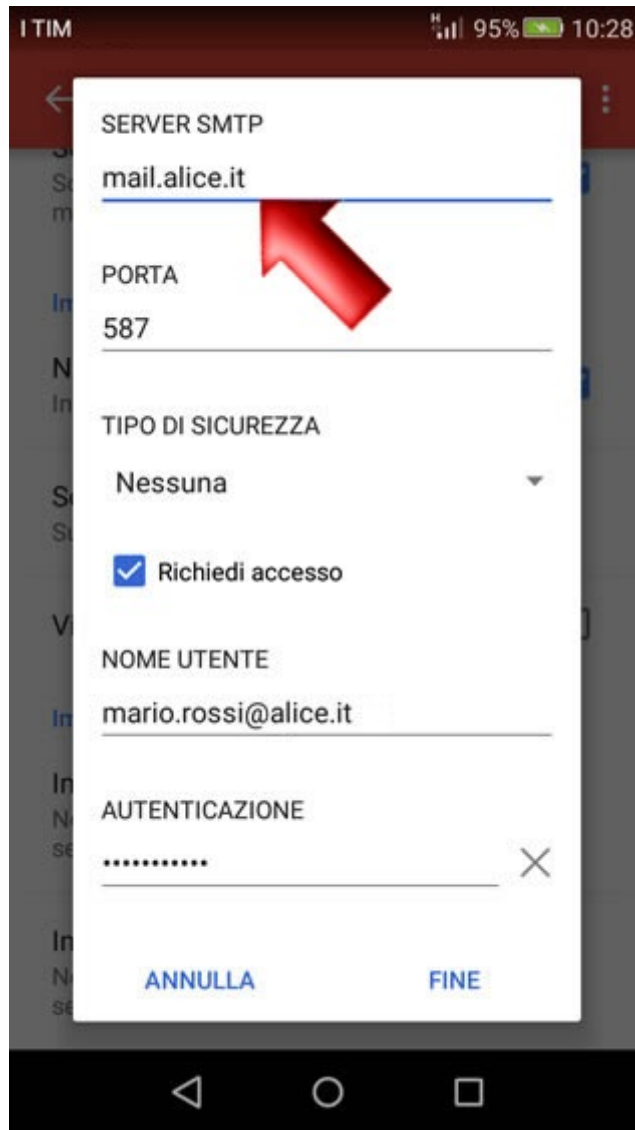 I TIM H 95% 10:28
SERVER SMTP
mail.alice.it
PORTA
587
TIPO DI SICUREZZA
Nessuna
Richiedi accesso
NOME UTENTE
mario.rossi@alice.it
AUTENTICAZIONE
•••••••••••
ANNULLA FINE